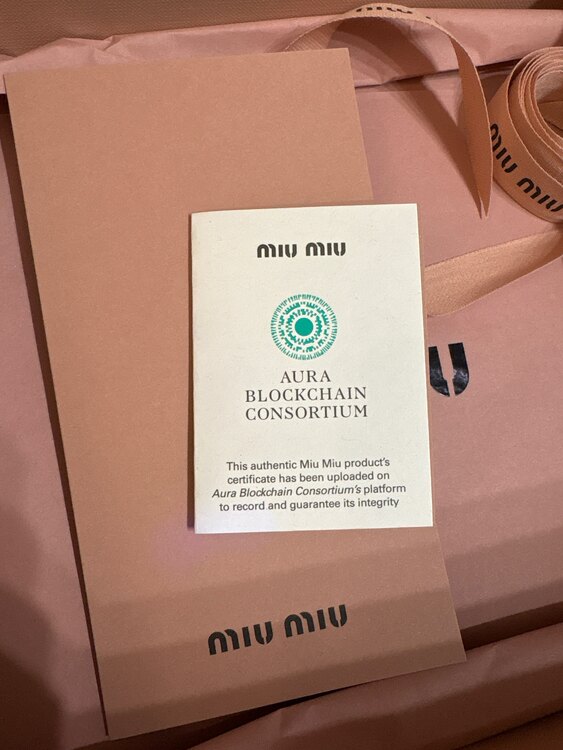 miu miu
miu miu
AURA
BLOCKCHAIN
CONSORTIUM
This authentic Miu Miu product's
certificate has been uploaded on
Aura Blockchain Consortium's platform
to record and guarantee its integrity
miu miu